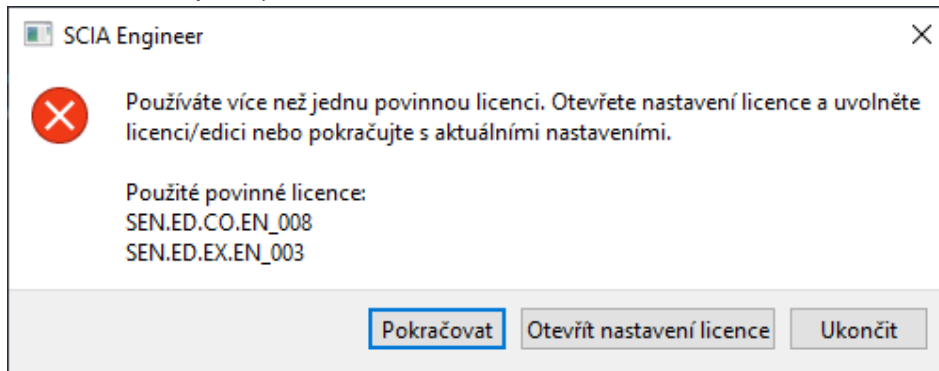 SCIA Engineer
Používáte více než jednu povinnou licenci. Otevřete nastavení licence a uvolněte
licenci/edici nebo pokračujte s aktuálními nastaveními.
Použité povinné licence:
SEN.ED.CO.EN_008
SEN.ED.EX.EN_003
Pokračovat
Otevřít nastavení licence
Ukončit